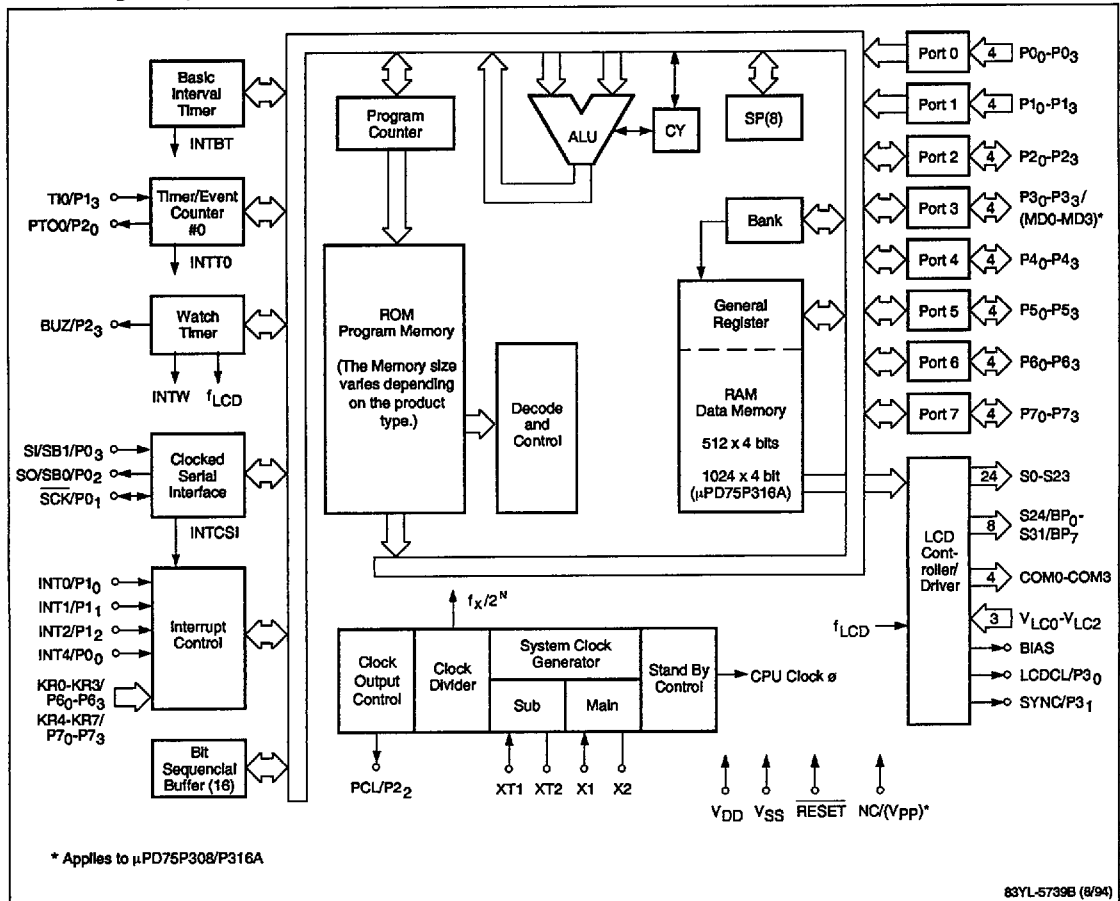 Basic
Interval
Timer
INTBT
TI0/P1₃
PTO0/P2₀
Timer/Event
Counter
#0
INTT0
BUZ/P2₃
Watch
Timer
INTW
fLCD
SI/SB1/P0₃
SO/SB0/P0₂
SCK/P0₁
Clocked
Serial
Interface
INTCSI
INT0/P1₀
INT1/P1₁
INT2/P1₂
INT4/P0₀
KR0-KR3/
P6₀-P6₃
KR4-KR7/
P7₀-P7₃
Interrupt
Control
Bit
Sequencial
Buffer (16)
Program
Counter
ALU
CY
SP(8)
Bank
ROM
Program Memory
(The Memory size
varies depending
on the product
type.)
Decode
and
Control
General
Register
RAM
Data Memory
512 x 4 bits
1024 x 4 bit
(μPD75P316A)
fX/2ᴺ
Clock
Output
Control
Clock
Divider
System Clock
Generator
Sub
Main
Stand By
Control
CPU Clock ø
PCL/P2₂
XT1
XT2
X1
X2
VDD
VSS
RESET
NC/(VPP)*
Port 0
4
P0₀-P0₃
Port 1
4
P1₀-P1₃
Port 2
4
P2₀-P2₃
Port 3
4
P3₀-P3₃/
(MD0-MD3)*
Port 4
4
P4₀-P4₃
Port 5
4
P5₀-P5₃
Port 6
4
P6₀-P6₃
Port 7
4
P7₀-P7₃
LCD
Cont-
roller/
Driver
fLCD
24
S0-S23
8
S24/BP₀-
S31/BP₇
4
COM0-COM3
3
VLC0-VLC2
BIAS
LCDCL/P3₀
SYNC/P3₁
* Applies to μPD75P308/P316A
83YL-5739B (8/94)